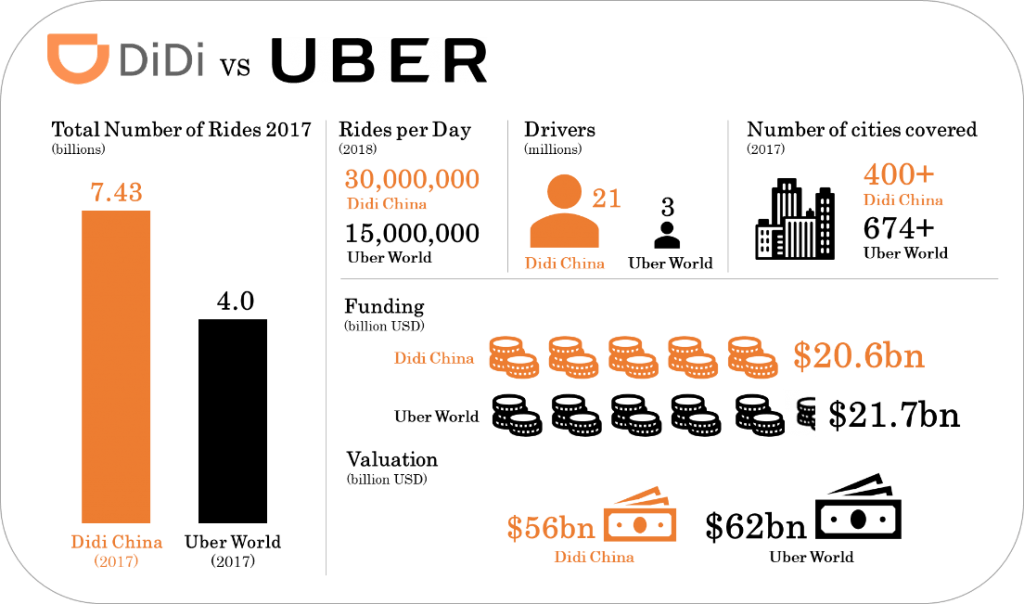 DiDi vs UBER
Total Number of Rides 2017
(billions)
7.43
4.0
Didi China
(2017)
Uber World
(2017)
Rides per Day
(2018)
30,000,000
Didi China
15,000,000
Uber World
Drivers
(millions)
21
3
Didi China
Uber World
Number of cities covered
(2017)
400+
Didi China
674+
Uber World
Funding
(billion USD)
Didi China
$20.6bn
Uber World
$21.7bn
Valuation
(billion USD)
$56bn
Didi China
$62bn
Uber World